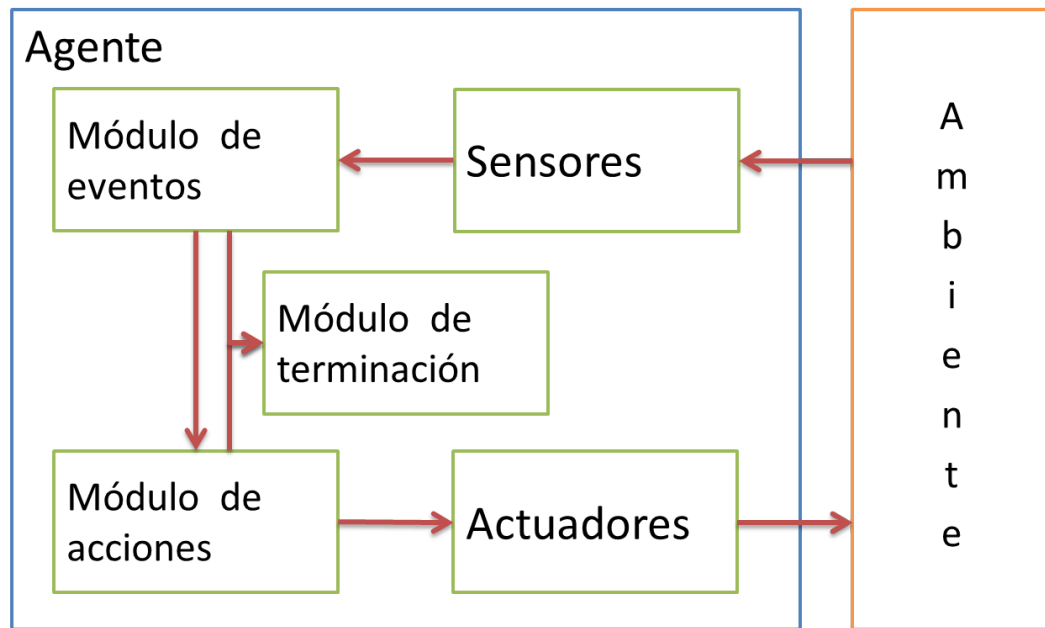 Agente
Módulo de
eventos
Sensores
Módulo de
terminación
Módulo de
acciones
Actuadores
A
m
b
i
e
n
t
e